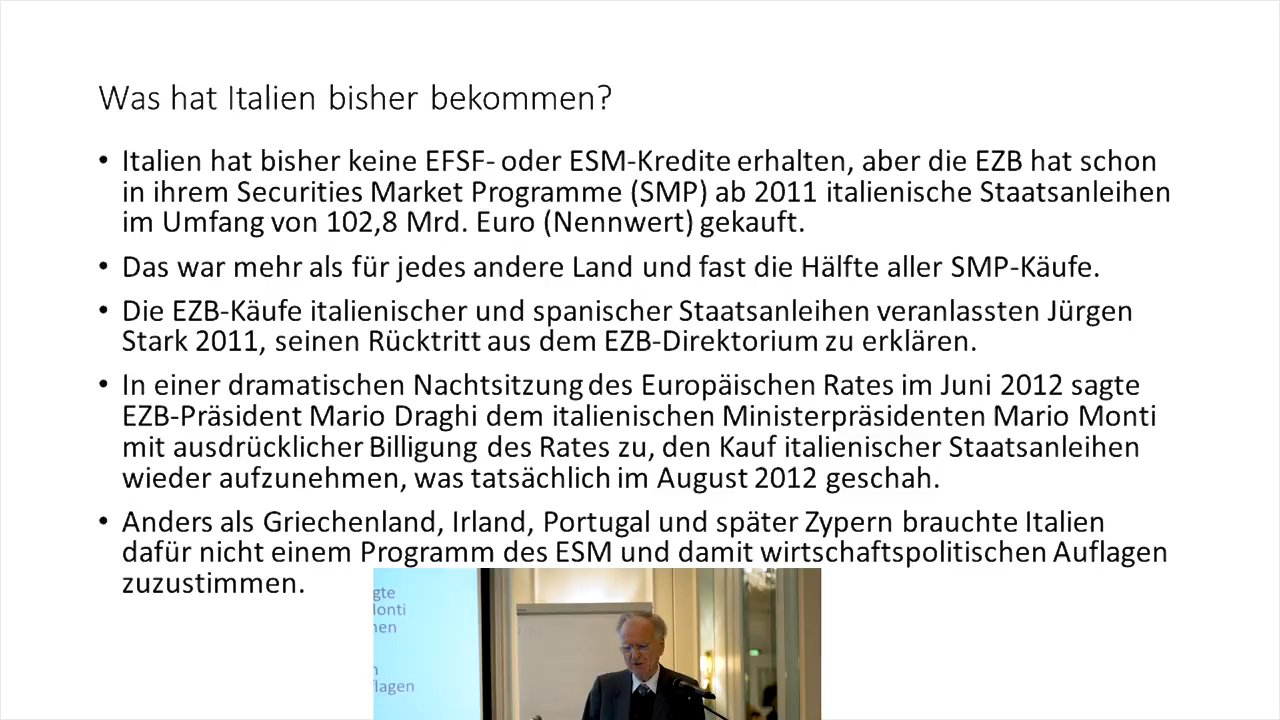 Was hat Italien bisher bekommen?
• Italien hat bisher keine EFSF- oder ESM-Kredite erhalten, aber die EZB hat schon
in ihrem Securities Market Programme (SMP) ab 2011 italienische Staatsanleihen
im Umfang von 102,8 Mrd. Euro (Nennwert) gekauft.
• Das war mehr als für jedes andere Land und fast die Hälfte aller SMP-Käufe.
• Die EZB-Käufe italienischer und spanischer Staatsanleihen veranlassten Jürgen
Stark 2011, seinen Rücktritt aus dem EZB-Direktorium zu erklären.
• In einer dramatischen Nachtsitzung des Europäischen Rates im Juni 2012 sagte
EZB-Präsident Mario Draghi dem italienischen Ministerpräsidenten Mario Monti
mit ausdrücklicher Billigung des Rates zu, den Kauf italienischer Staatsanleihen
wieder aufzunehmen, was tatsächlich im August 2012 geschah.
• Anders als Griechenland, Irland, Portugal und später Zypern brauchte Italien
dafür nicht einem Programm des ESM und damit wirtschaftspolitischen Auflagen
zuzustimmen.
gte
Monti
nen
n
flagen